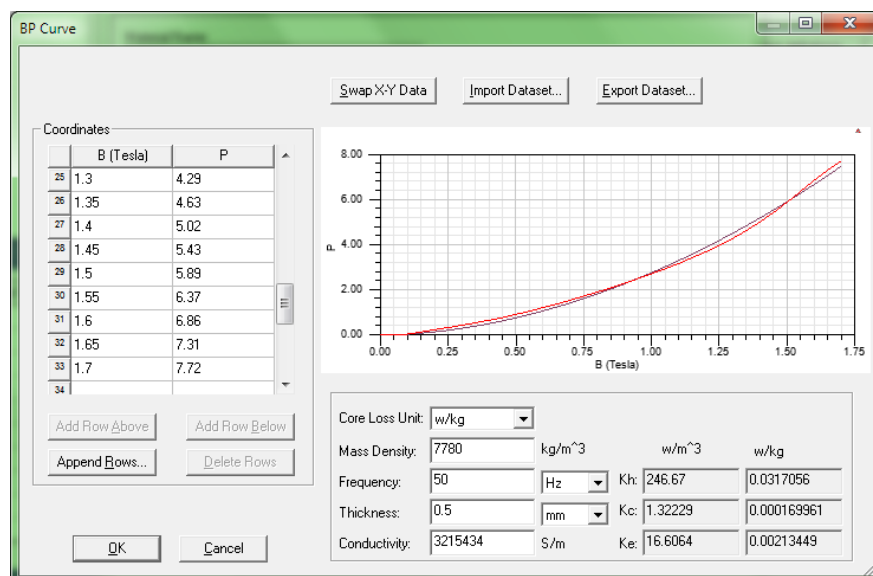 BP Curve
Swap X-Y Data Import Dataset... Export Dataset...
Coordinates
B (Tesla) P
25 1.3 4.29
26 1.35 4.63
27 1.4 5.02
28 1.45 5.43
29 1.5 5.89
30 1.55 6.37
31 1.6 6.86
32 1.65 7.31
33 1.7 7.72
34
Add Row Above Add Row Below
Append Rows... Delete Rows
OK Cancel
8.00
6.00
4.00
2.00
0.00
P
0.00 0.25 0.50 0.75 1.00 1.25 1.50 1.75
B (Tesla)
Core Loss Unit: w/kg
Mass Density: 7780 kg/m^3 w/m^3 w/kg
Frequency: 50 Hz Kh: 246.67 0.0317056
Thickness: 0.5 mm Kc: 1.32229 0.000169961
Conductivity: 3215434 S/m Ke: 16.6064 0.00213449